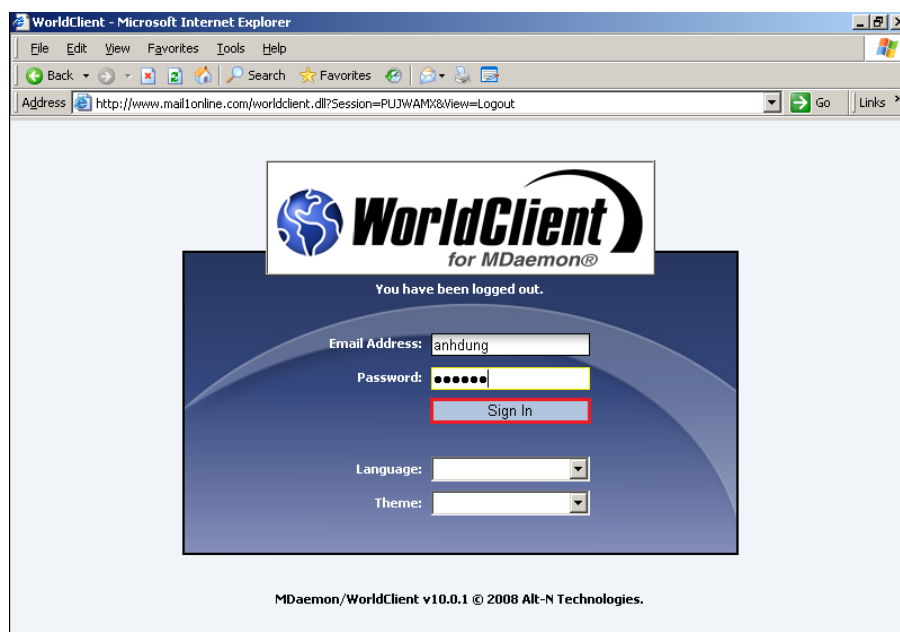 WorldClient - Microsoft Internet Explorer
File Edit View Favorites Tools Help
Back Search Favorites
Address http://www.mail1online.com/worldclient.dll?Session=PUJWAMX&View=Logout Go Links
WorldClient
for MDaemon®
You have been logged out.
Email Address: anhdung
Password: ●●●●●●
Sign In
Language:
Theme:
MDaemon/WorldClient v10.0.1 © 2008 Alt-N Technologies.